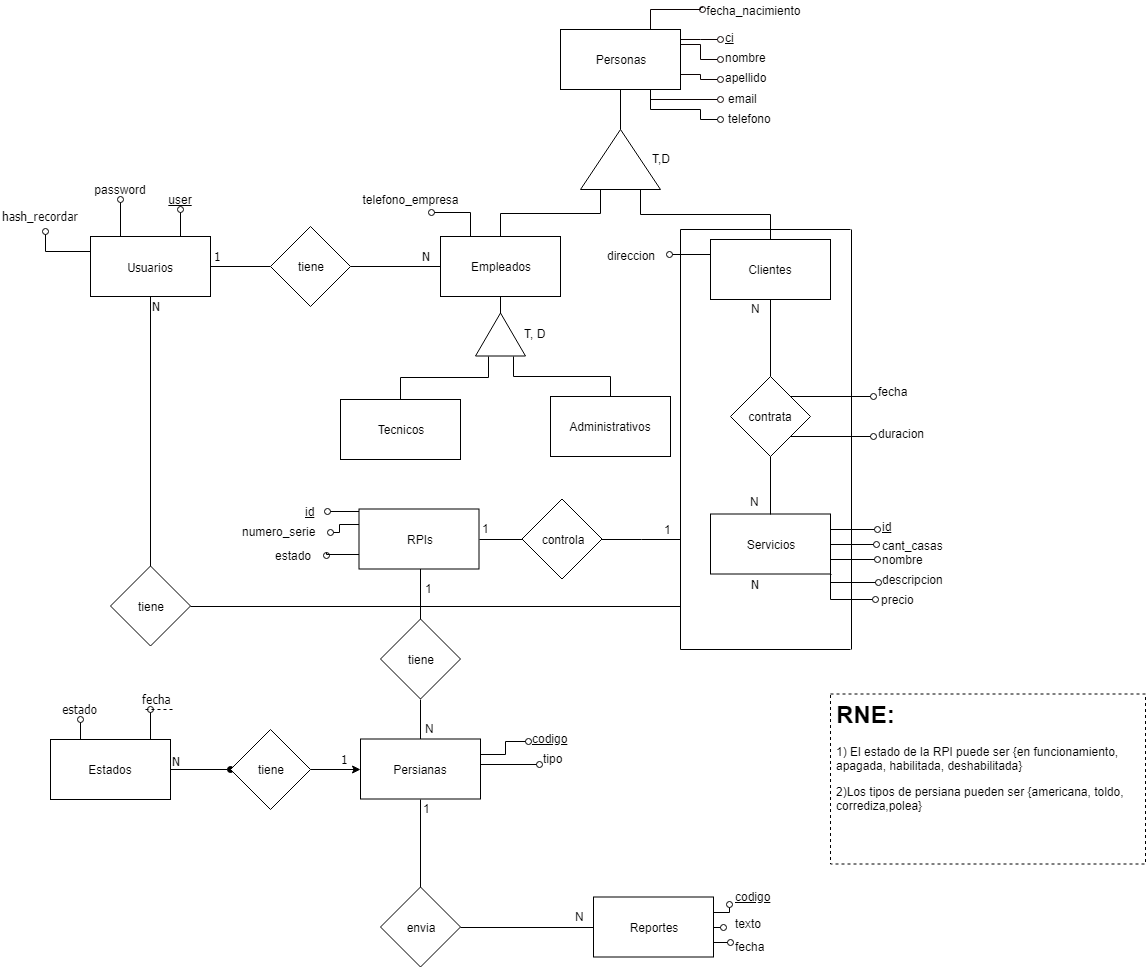 fecha_nacimiento
ci
nombre
apellido
email
telefono
Personas
T,D
password
user
hash_recordar
telefono_empresa
Usuarios
1
tiene
N
Empleados
direccion
Clientes
N
N
T, D
Tecnicos
Administrativos
contrata
fecha
duracion
N
id
numero_serie
estado
RPIs
1
controla
1
Servicios
id
cant_casas
nombre
descripcion
precio
N
1
tiene
tiene
N
estado
fecha
Estados
N
tiene
1
Persianas
codigo
tipo
1
envia
N
Reportes
codigo
texto
fecha
RNE:
1) El estado de la RPI puede ser {en funcionamiento,
apagada, habilitada, deshabilitada}
2)Los tipos de persiana pueden ser {americana, toldo,
corrediza,polea}